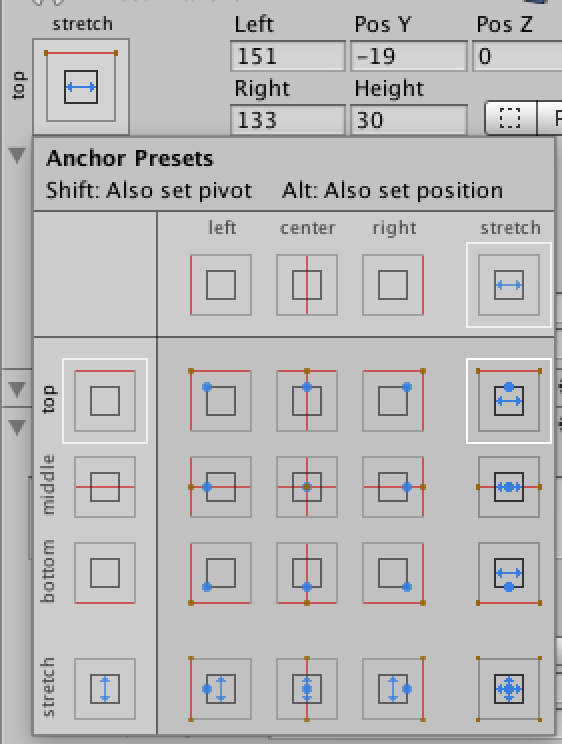 stretch
Left Pos Y Pos Z
top
151 -19 0
Right Height
133 30
Anchor Presets
Shift: Also set pivot Alt: Also set position
left center right stretch
top
middle
bottom
stretch